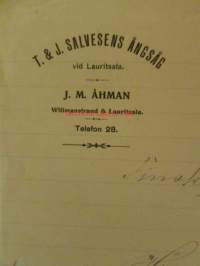 T. & J. SALVESENS ÅNGSÅG
vid Lauritsala.
J. M. ÅHMAN
Willmanstrand & Lauritsala.
Telefon 28.